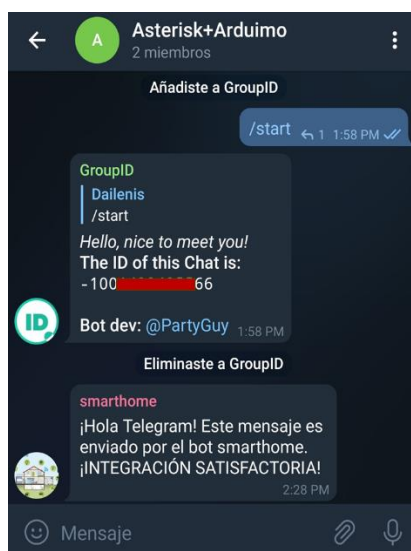 Asterisk+Arduimo
A
2 miembros
Añadiste a GroupID
/start 1 1:58 PM
GroupID
Dailenis
/start
Hello, nice to meet you!
The ID of this Chat is:
-100 66
ID
Bot dev: @PartyGuy 1:58 PM
Eliminaste a GroupID
smarthome
¡Hola Telegram! Este mensaje es
enviado por el bot smarthome.
¡INTEGRACIÓN SATISFACTORIA!
2:28 PM
Mensaje